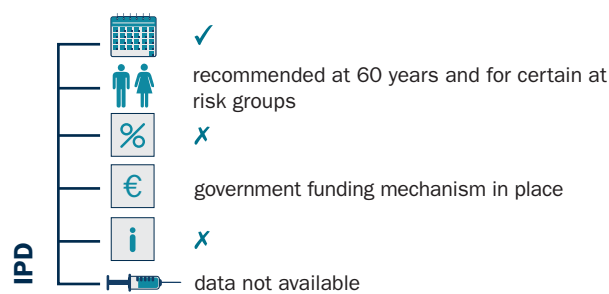 ✓
recommended at 60 years and for certain at
risk groups
%
✗
€
government funding mechanism in place
i
✗
IPD
data not available